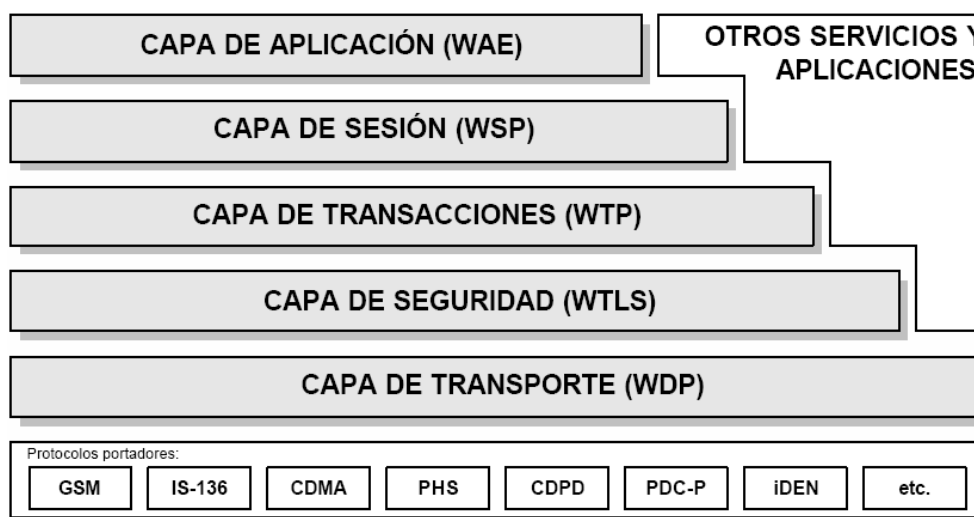 CAPA DE APLICACIÓN (WAE)
OTROS SERVICIOS Y
APLICACIONES
CAPA DE SESIÓN (WSP)
CAPA DE TRANSACCIONES (WTP)
CAPA DE SEGURIDAD (WTLS)
CAPA DE TRANSPORTE (WDP)
Protocolos portadores:
GSM IS-136 CDMA PHS CDPD PDC-P iDEN etc.